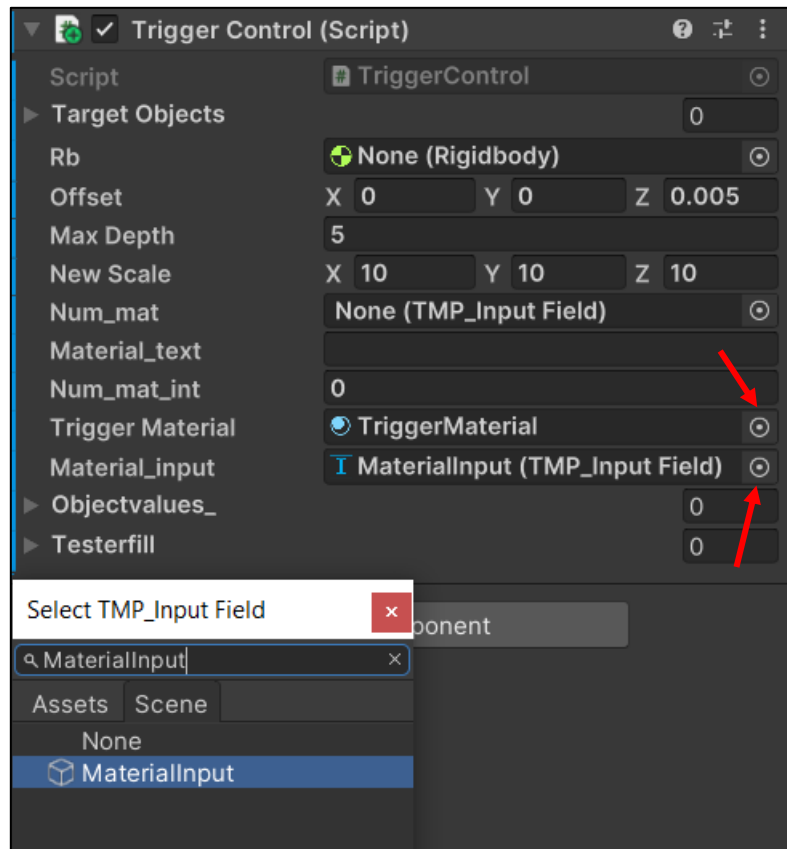 Trigger Control (Script)
Script # TriggerControl
Target Objects 0
Rb None (Rigidbody)
Offset X 0 Y 0 Z 0.005
Max Depth 5
New Scale X 10 Y 10 Z 10
Num_mat None (TMP_Input Field)
Material_text
Num_mat_int 0
Trigger Material TriggerMaterial
Material_input MaterialInput (TMP_Input Field)
Objectvalues_ 0
Testerfill 0
Select TMP_Input Field x
ponent
MaterialInput
Assets Scene
None
MaterialInput